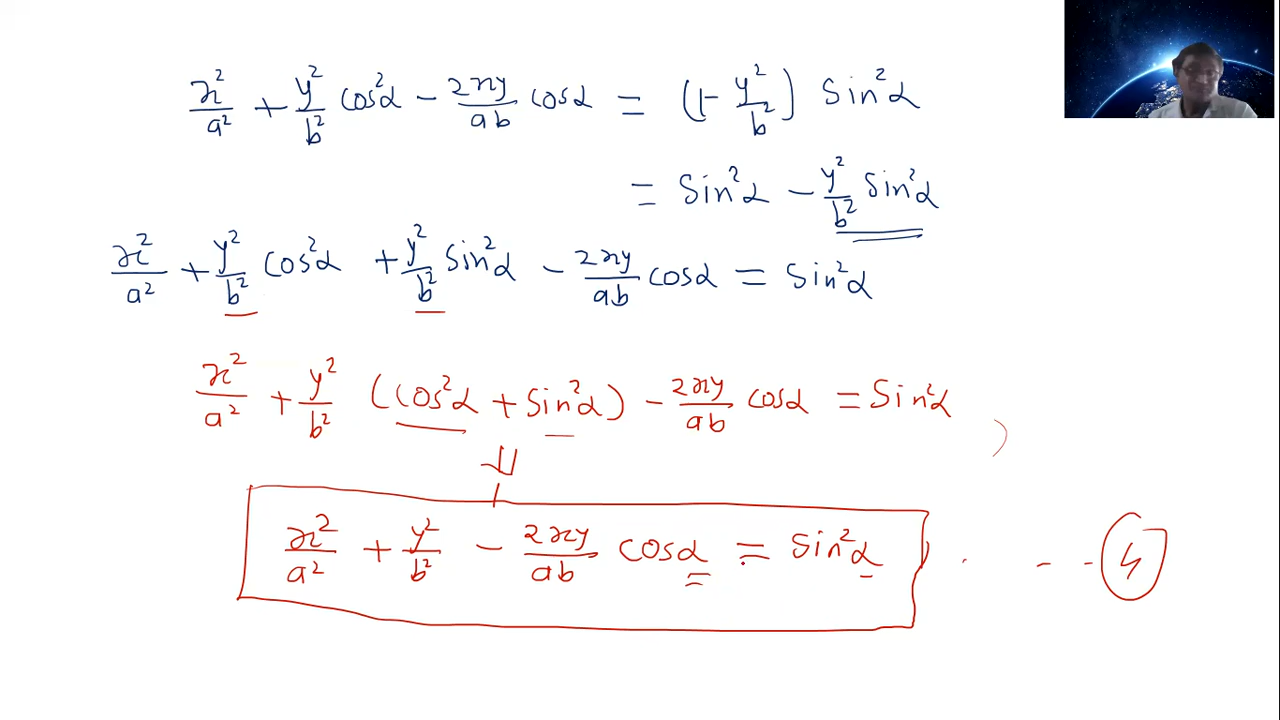 x²/a² + y²/b² cos²α − 2xy/ab cosα = (1 − y²/b²) Sin²α
= Sin²α − y²/b² Sin²α
x²/a² + y²/b² cos²α + y²/b² Sin²α − 2xy/ab cosα = Sin²α
x²/a² + y²/b² (cos²α + Sin²α) − 2xy/ab cosα = Sin²α
⇓
x²/a² + y²/b² − 2xy/ab cosα = Sin²α . - - (4)